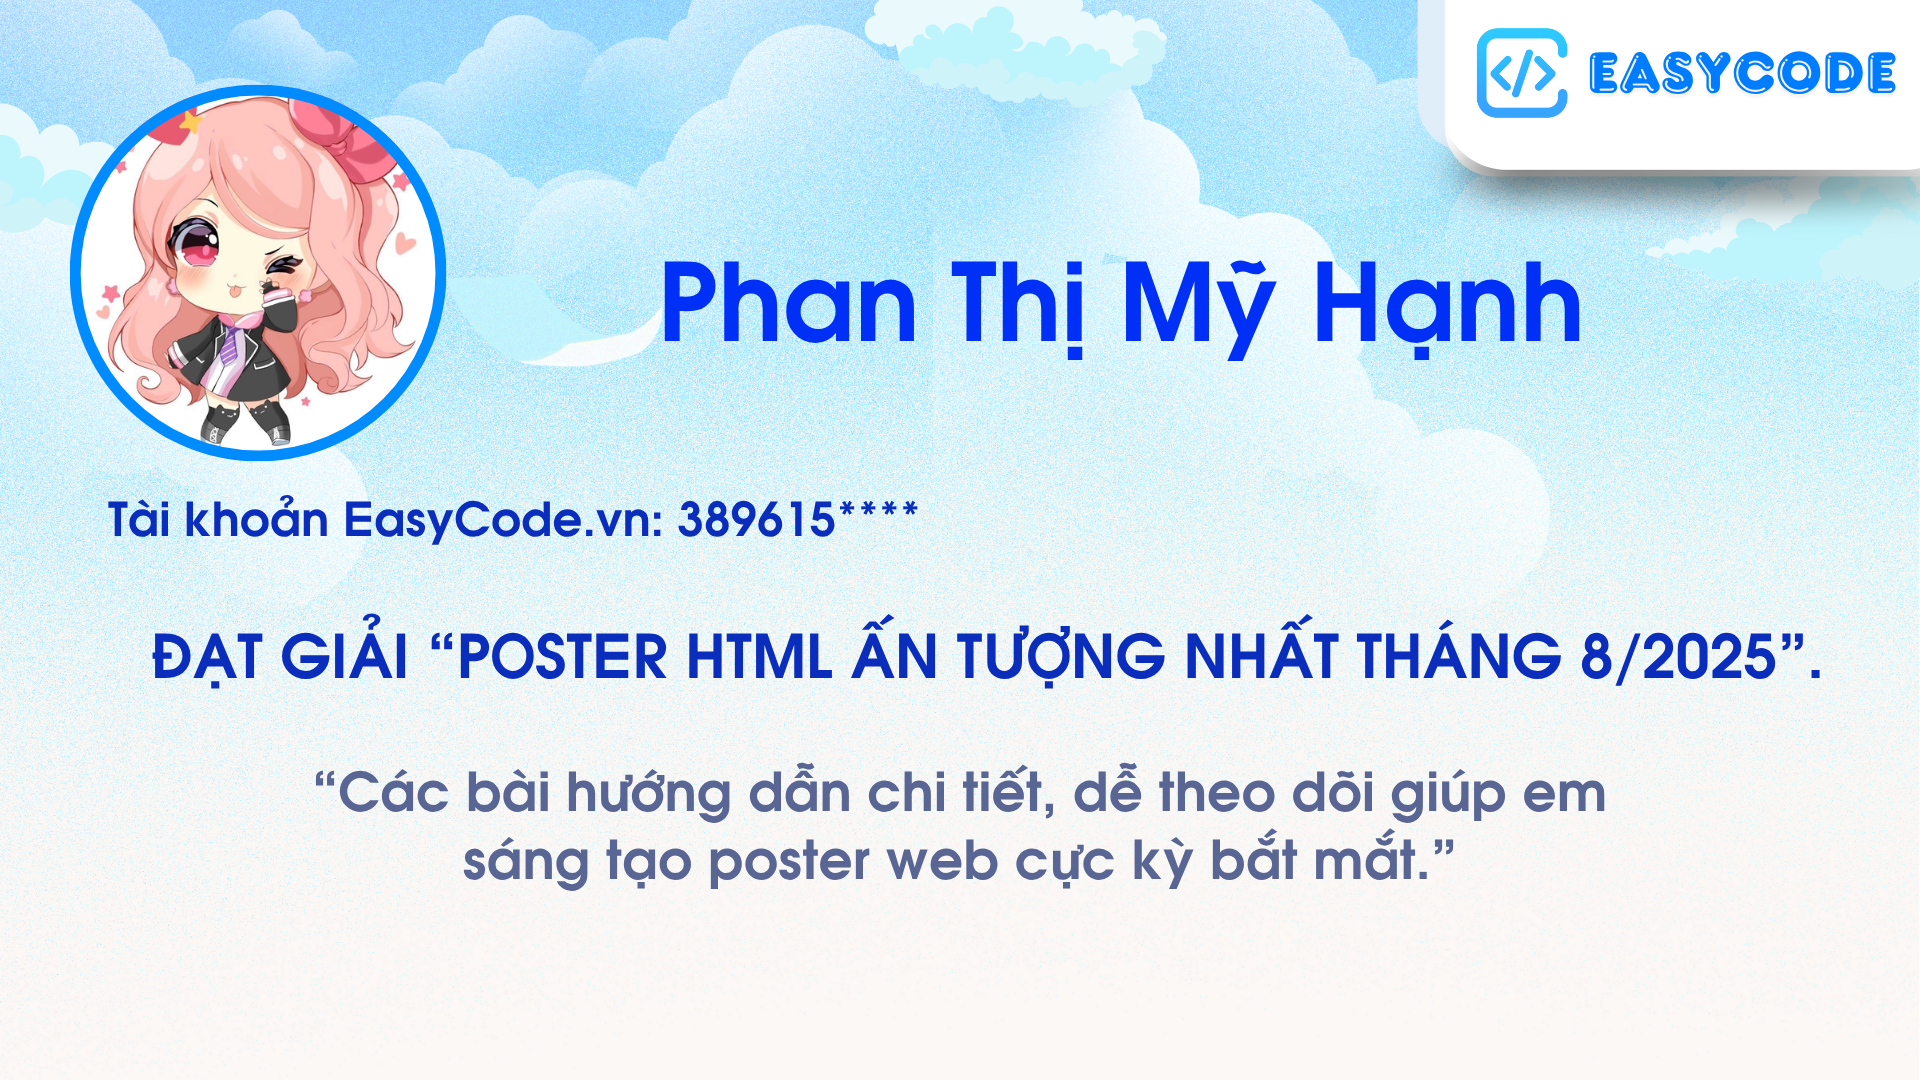 EASYCODE
Phan Thị Mỹ Hạnh
Tài khoản EasyCode.vn: 389615****
ĐẠT GIẢI “POSTER HTML ẤN TƯỢNG NHẤT THÁNG 8/2025”.
“Các bài hướng dẫn chi tiết, dễ theo dõi giúp em
sáng tạo poster web cực kỳ bắt mắt.”